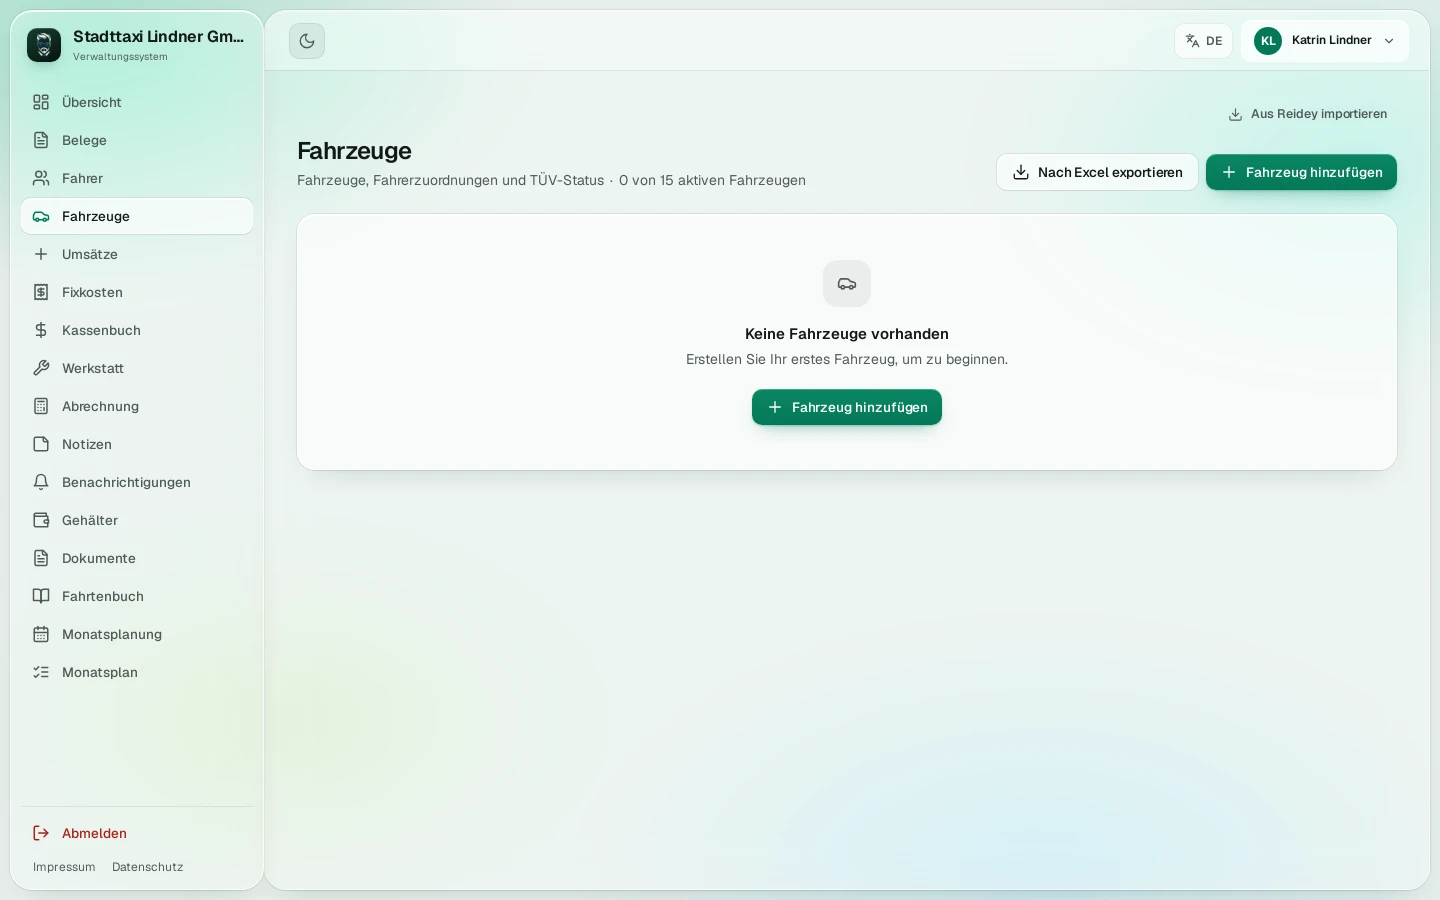 Stadttaxi Lindner Gm...
Verwaltungssystem
Übersicht
Belege
Fahrer
Fahrzeuge
Umsätze
Fixkosten
Kassenbuch
Werkstatt
Abrechnung
Notizen
Benachrichtigungen
Gehälter
Dokumente
Fahrtenbuch
Monatsplanung
Monatsplan
Abmelden
Impressum Datenschutz
DE
KL Katrin Lindner
Aus Reidey importieren
Fahrzeuge
Fahrzeuge, Fahrerzuordnungen und TÜV-Status · 0 von 15 aktiven Fahrzeugen
Nach Excel exportieren
Fahrzeug hinzufügen
Keine Fahrzeuge vorhanden
Erstellen Sie Ihr erstes Fahrzeug, um zu beginnen.
Fahrzeug hinzufügen